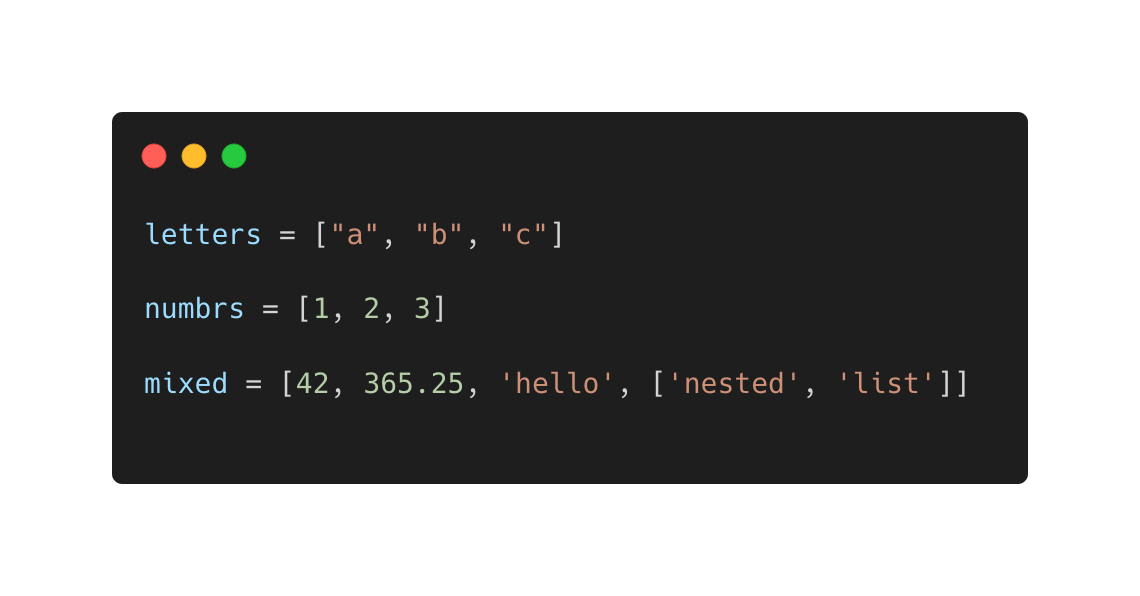 letters = ["a", "b", "c"]
numbrs = [1, 2, 3]
mixed = [42, 365.25, 'hello', ['nested', 'list']]